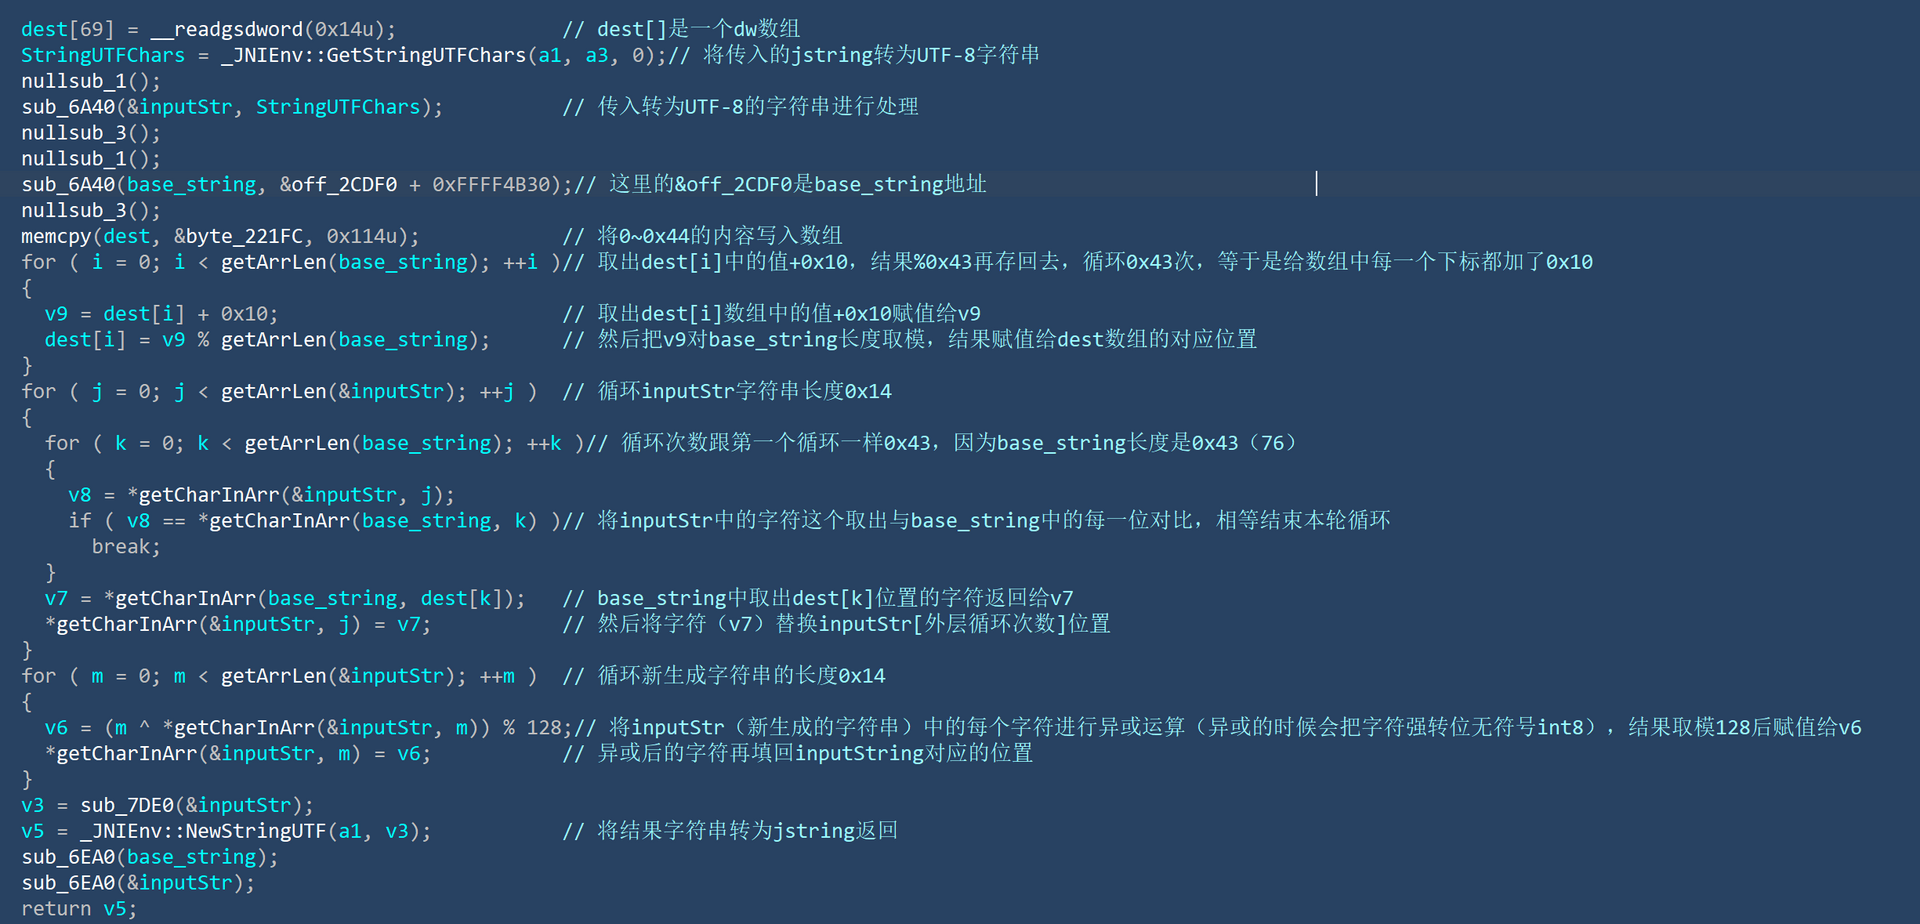 dest[69] = __readgsdword(0x14u);              // dest[]是一个dw数组
StringUTFChars = _JNIEnv::GetStringUTFChars(a1, a3, 0);// 将传入的jstring转为UTF-8字符串
nullsub_1();
sub_6A40(&inputStr, StringUTFChars);          // 传入转为UTF-8的字符串进行处理
nullsub_3();
nullsub_1();
sub_6A40(base_string, &off_2CDF0 + 0xFFFF4B30);// 这里的&off_2CDF0是base_string地址
nullsub_3();
memcpy(dest, &byte_221FC, 0x114u);            // 将0~0x44的内容写入数组
for ( i = 0; i < getArrLen(base_string); ++i )// 取出dest[i]中的值+0x10，结果%0x43再存回去，循环0x43次，等于是给数组中每一个下标都加了0x10
{
  v9 = dest[i] + 0x10;                        // 取出dest[i]数组中的值+0x10赋值给v9
  dest[i] = v9 % getArrLen(base_string);      // 然后把v9对base_string长度取模，结果赋值给dest数组的对应位置
}
for ( j = 0; j < getArrLen(&inputStr); ++j )  // 循环inputStr字符串长度0x14
{
  for ( k = 0; k < getArrLen(base_string); ++k )// 循环次数跟第一个循环一样0x43，因为base_string长度是0x43（76）
  {
    v8 = *getCharInArr(&inputStr, j);
    if ( v8 == *getCharInArr(base_string, k) )// 将inputStr中的字符这个取出与base_string中的每一位对比，相等结束本轮循环
      break;
  }
  v7 = *getCharInArr(base_string, dest[k]);   // base_string中取出dest[k]位置的字符返回给v7
  *getCharInArr(&inputStr, j) = v7;           // 然后将字符（v7）替换inputStr[外层循环次数]位置
}
for ( m = 0; m < getArrLen(&inputStr); ++m )  // 循环新生成字符串的长度0x14
{
  v6 = (m ^ *getCharInArr(&inputStr, m)) % 128;// 将inputStr（新生成的字符串）中的每个字符进行异或运算（异或的时候会把字符强转位无符号int8），结果取模128后赋值给v6
  *getCharInArr(&inputStr, m) = v6;           // 异或后的字符再填回inputString对应的位置
}
v3 = sub_7DE0(&inputStr);
v5 = _JNIEnv::NewStringUTF(a1, v3);           // 将结果字符串转为jstring返回
sub_6EA0(base_string);
sub_6EA0(&inputStr);
return v5;